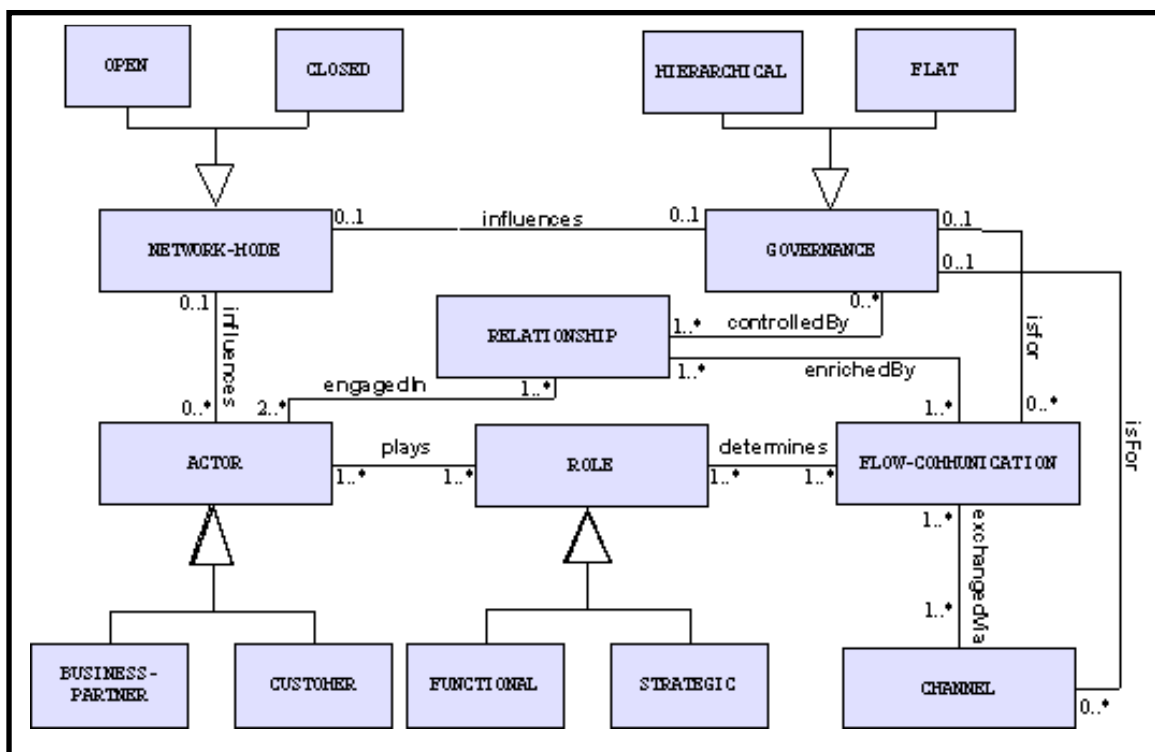 OPEN
CLOSED
HIERARCHICAL
FLAT
0..1
influences
0..1
0..1
NETWORK-MODE
GOVERNANCE
0..1
0..1
0..*
influences
RELATIONSHIP
1..*
controlledBy
isfor
1..*
enrichedBy
engagedIn
1..*
0..*
2..*
1..*
0..*
isFor
ACTOR
plays
ROLE
determines
FLOW-COMMUNICATION
1..*
1..*
1..*
1..*
1..*
exchangedVia
1..*
BUSINESS-
PARTNER
CUSTOMER
FUNCTIONAL
STRATEGIC
CHANNEL
0..*